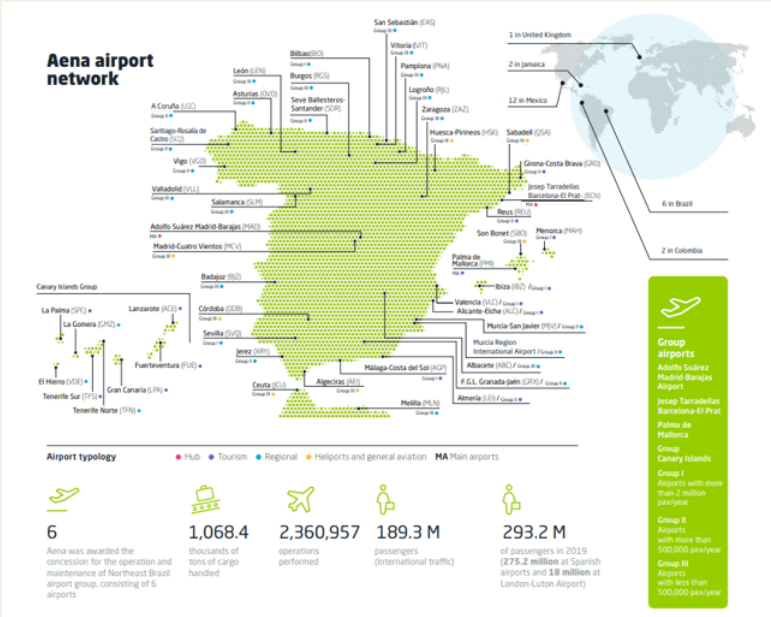 Aena airport
network
San Sebastián (EAS)
Group III
Vitoria (VIT)
Group III
Bilbao(BIO)
Group I
Pamplona (PNA)
Group III
León (LEN)
Group III
Burgos (RGS)
Group III
Logroño (RJL)
Group III
Asturias (OVD)
Group II
Seve Ballesteros-
Santander (SDR)
Group II
Zaragoza (ZAZ)
Group III
A Coruña (LGC)
Group II
Huesca-Pirineos (HSK)
Group III
Sabadell (QSA)
Group III
Santiago-Rosalía de
Castro (SCQ)
Group I
Girona-Costa Brava (GRO)
Group II
Vigo (VGO)
Group II
Josep Tarradellas
Barcelona-El Prat- (BCN)
MA
Valladolid (VLL)
Group III
Reus (REU)
Group II
Salamanca (SLM)
Group III
Son Bonet (SBO)
Group III
Menorca (MAH)
Group I
Adolfo Suárez Madrid-Barajas (MAD)
MA
Madrid-Cuatro Vientos (MCV)
Group III
Palma de
Mallorca (PMI)
MA
Badajoz (BJZ)
Group III
Ibiza (IBZ) / Group I
Valencia (VLC) / Group I
Alicante-Elche (ALC) / Group I
Córdoba (ODB)
Group III
Murcia-San Javier (MJV) / Group II
Sevilla (SVQ)
Group I
Murcia Region
International Airport / Group II
Jerez (XRY)
Group II
Albacete (ABC) / Group III
Málaga-Costa del Sol (AGP)
Group I
F.G.L. Granada-Jaén (GRX) / Group II
Ceuta (JCU)
Group III
Algeciras (AEI)
Group III
Almería (LEI) / Group II
Melilla (MLN)
Group III
Canary Islands Group
La Palma (SPC)
Lanzarote (ACE)
La Gomera (GMZ)
Fuerteventura (FUE)
El Hierro (VDE)
Gran Canaria (LPA)
Tenerife Sur (TFS)
Tenerife Norte (TFN)
1 in United Kingdom
2 in Jamaica
12 in Mexico
6 in Brazil
2 in Colombia
Group
airports
Adolfo Suárez
Madrid-Barajas
Airport
Josep Tarradellas
Barcelona-El Prat
Palma de
Mallorca
Group
Canary Islands
Group I
Airports with more
than 2 million
pax/year
Group II
Airports
with more than
500,000 pax/year
Group III
Airports
with less than
500,000 pax/year
Airport typology Hub Tourism Regional Heliports and general aviation MA Main airports
6
Aena was awarded the
concession for the operation and
maintenance of Northeast Brazil
airport group, consisting of 6
airports
1,068.4
thousands of
tons of cargo
handled
2,360,957
operations
performed
189.3 M
passengers
(International traffic)
293.2 M
of passengers in 2019
(275.2 million at Spanish
airports and 18 million at
London-Luton Airport)